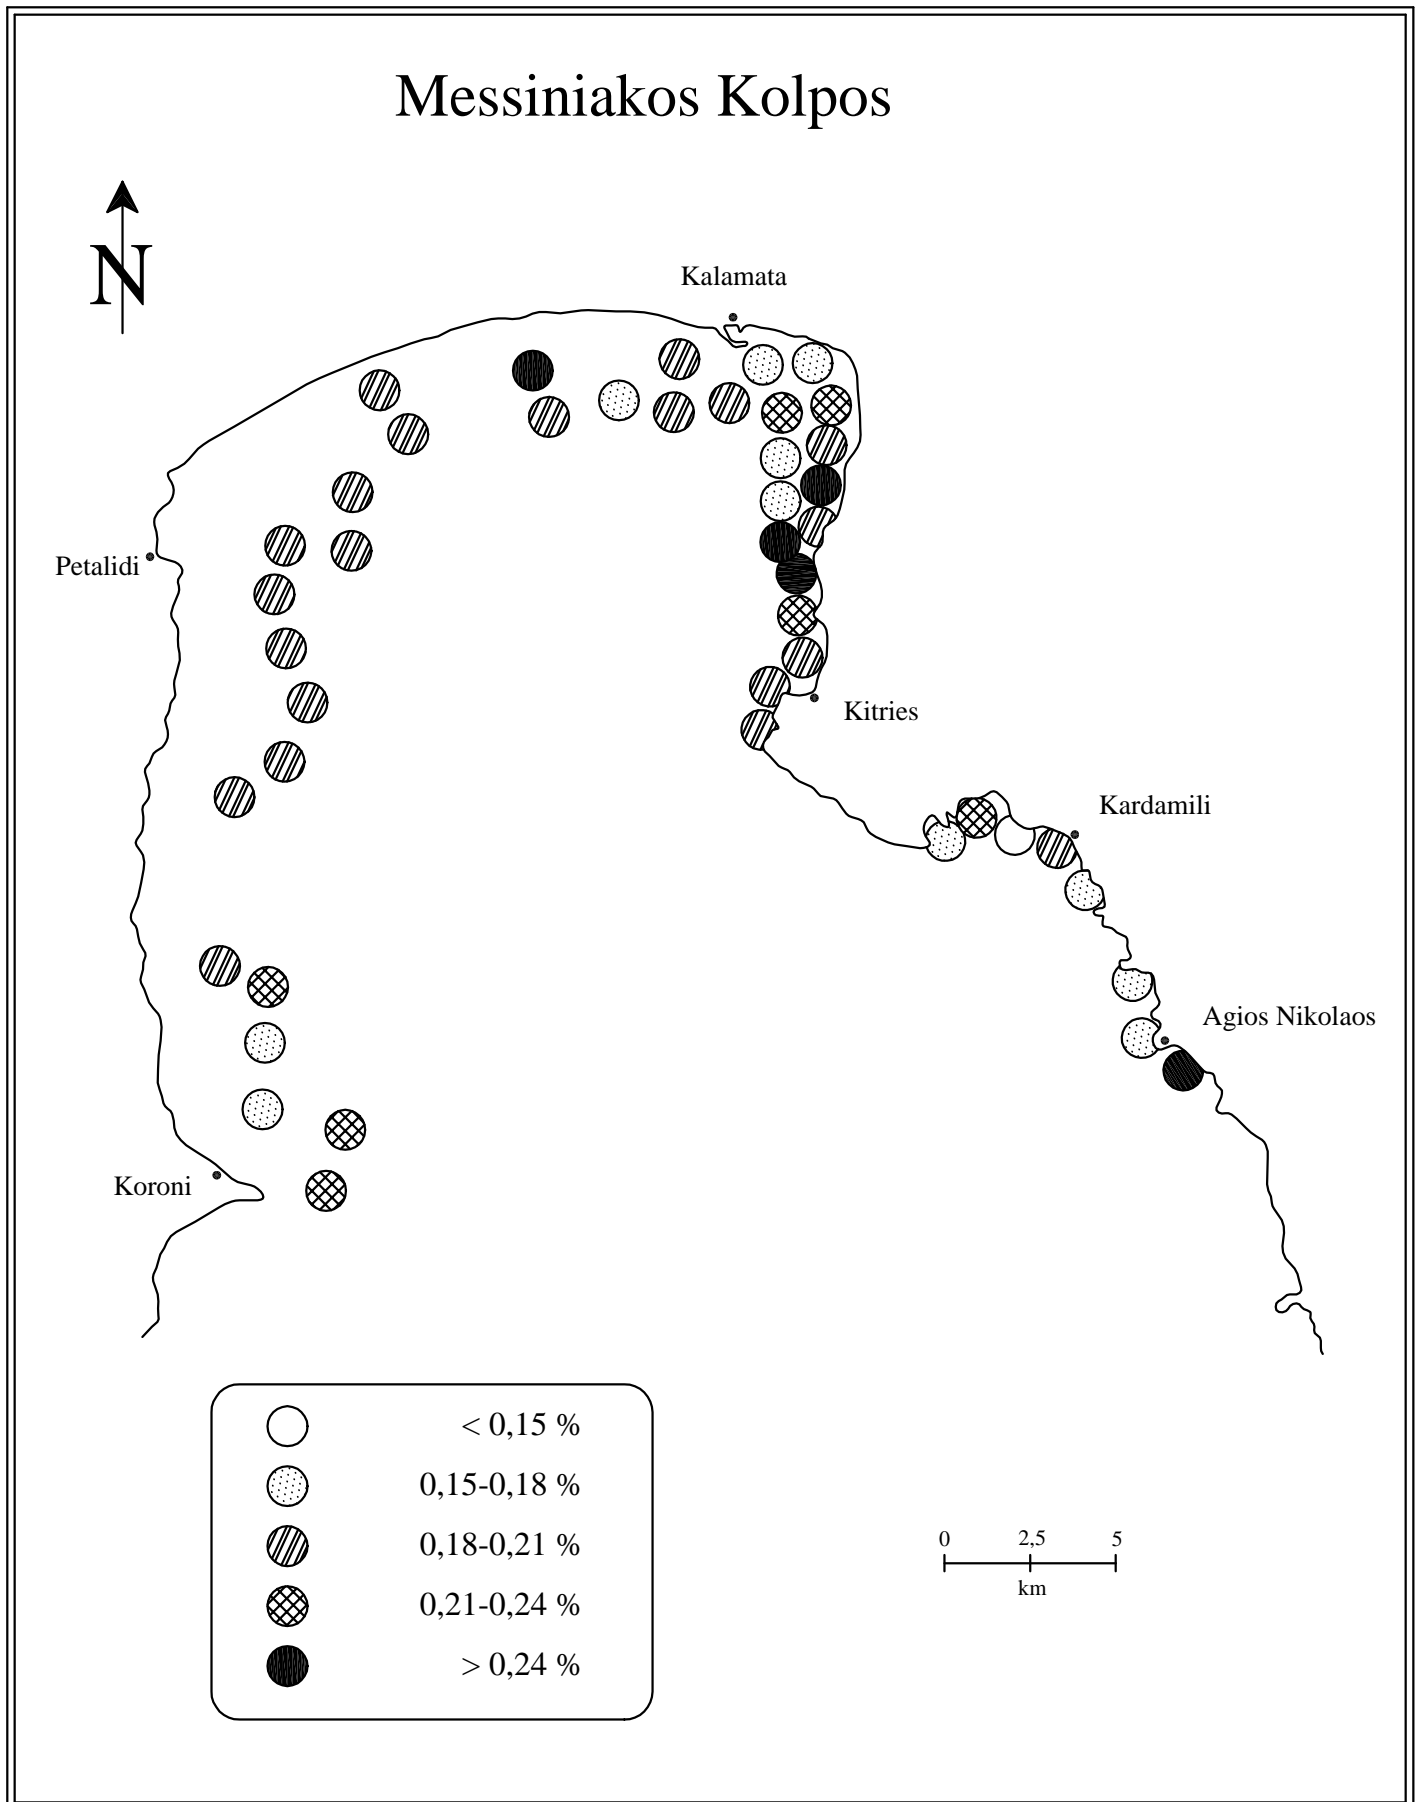 Messiniakos Kolpos
N
Kalamata
Petalidi
Kitries
Kardamili
Agios Nikolaos
Koroni
< 0,15 %
0,15-0,18 %
0,18-0,21 %
0,21-0,24 %
> 0,24 %
0 2,5 5
km